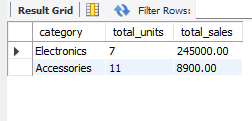 Result Grid Filter Rows:
category total_units total_sales
Electronics 7 245000.00
Accessories 11 8900.00